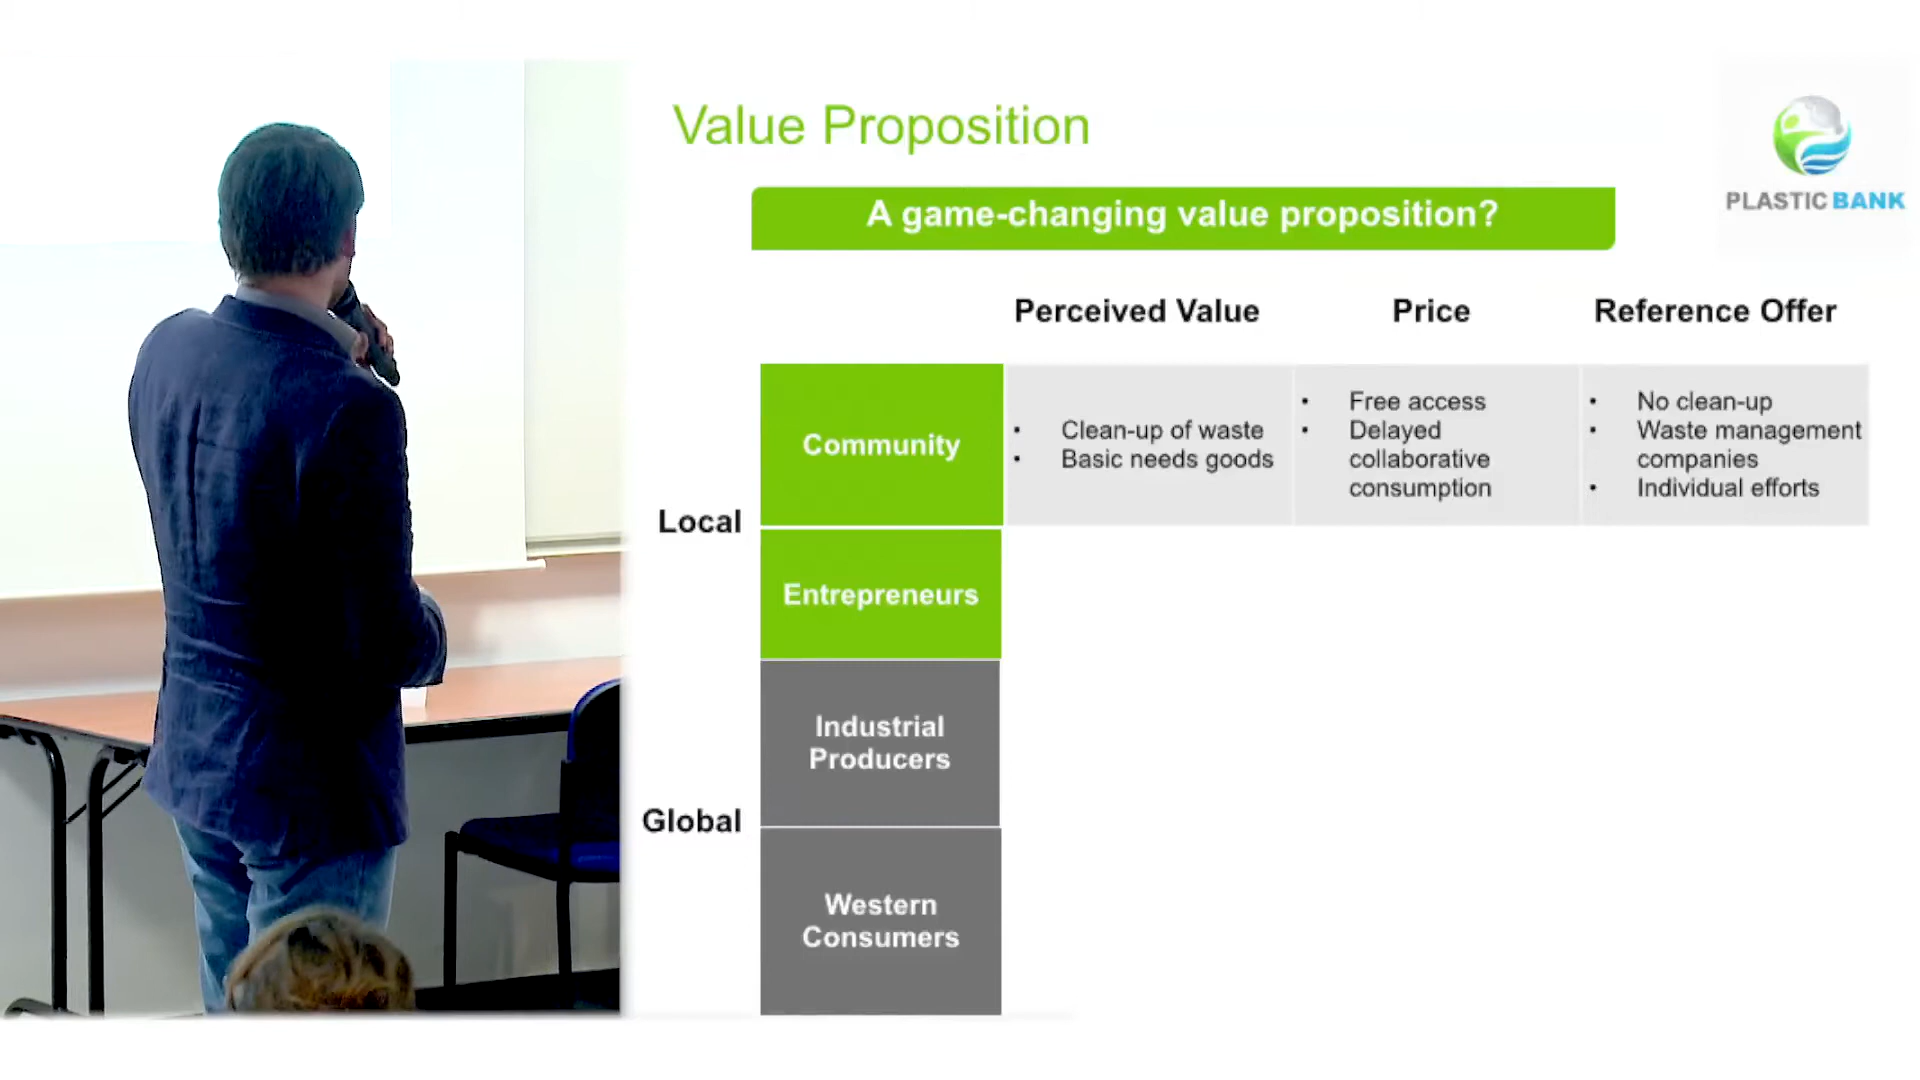 Value Proposition
PLASTIC BANK
A game-changing value proposition?
Perceived Value
Price
Reference Offer
Local
Community
• Clean-up of waste
• Basic needs goods
• Free access
• Delayed
collaborative
consumption
• No clean-up
• Waste management
companies
• Individual efforts
Entrepreneurs
Global
Industrial
Producers
Western
Consumers